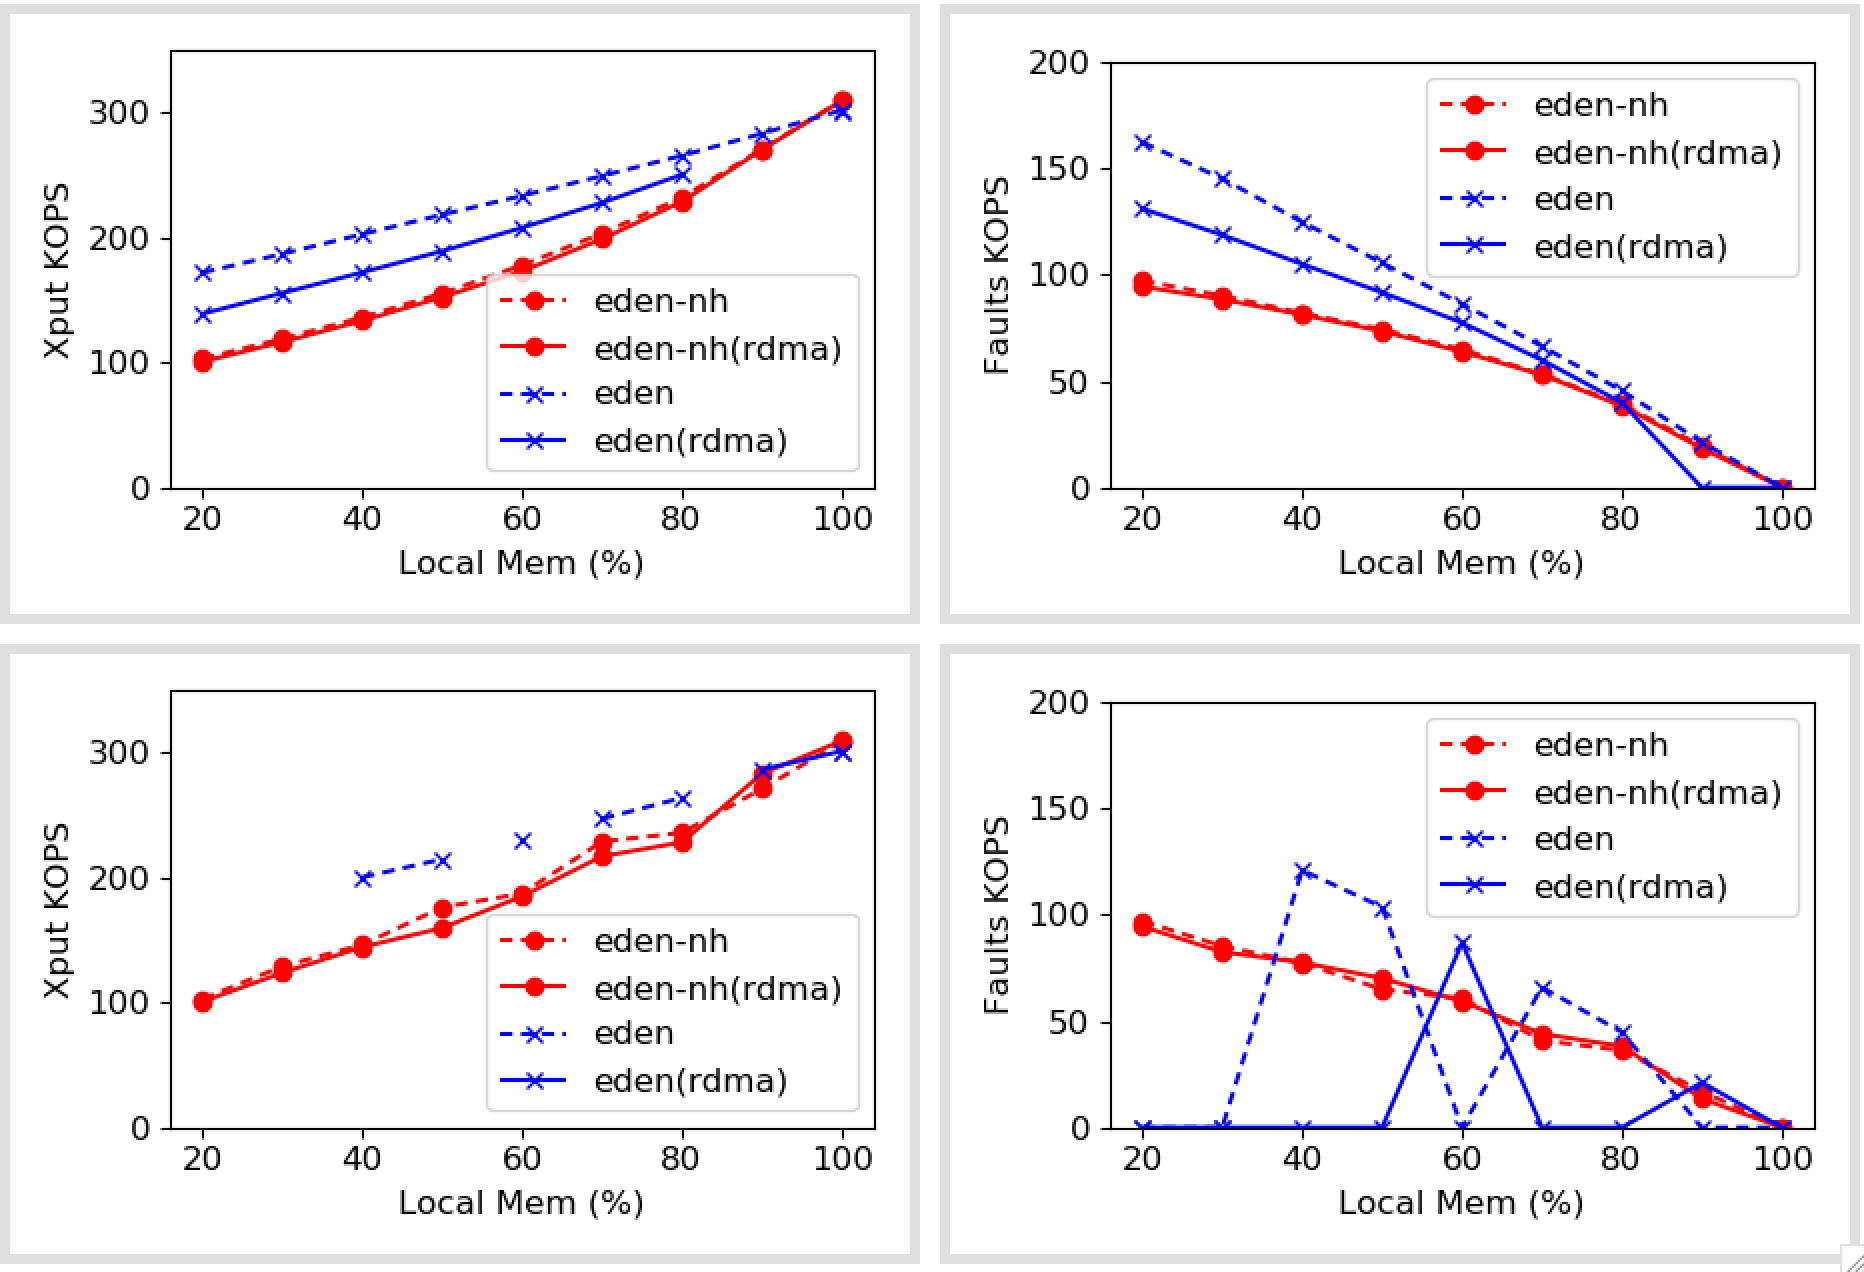 300
200
100
0
Xput KOPS
20 40 60 80 100
Local Mem (%)
eden-nh
eden-nh(rdma)
eden
eden(rdma)
200
150
100
50
0
Faults KOPS
20 40 60 80 100
Local Mem (%)
eden-nh
eden-nh(rdma)
eden
eden(rdma)
300
200
100
0
Xput KOPS
20 40 60 80 100
Local Mem (%)
eden-nh
eden-nh(rdma)
eden
eden(rdma)
200
150
100
50
0
Faults KOPS
20 40 60 80 100
Local Mem (%)
eden-nh
eden-nh(rdma)
eden
eden(rdma)